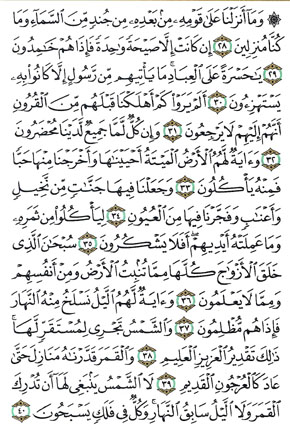 ۞ وَمَآ أَنزَلْنَا عَلَىٰ قَوْمِهِۦ مِنۢ بَعْدِهِۦ مِن جُندٍ مِّنَ ٱلسَّمَآءِ وَمَا
كُنَّا مُنزِلِينَ ٢٨ إِن كَانَتْ إِلَّا صَيْحَةً وَٰحِدَةً فَإِذَا هُمْ خَٰمِدُونَ
٢٩ يَٰحَسْرَةً عَلَى ٱلْعِبَادِ ۚ مَا يَأْتِيهِم مِّن رَّسُولٍ إِلَّا كَانُوا۟ بِهِۦ
يَسْتَهْزِءُونَ ٣٠ أَلَمْ يَرَوْا۟ كَمْ أَهْلَكْنَا قَبْلَهُم مِّنَ ٱلْقُرُونِ
أَنَّهُمْ إِلَيْهِمْ لَا يَرْجِعُونَ ٣١ وَإِن كُلٌّ لَّمَّا جَمِيعٌ لَّدَيْنَا مُحْضَرُونَ
٣٢ وَءَايَةٌ لَّهُمُ ٱلْأَرْضُ ٱلْمَيْتَةُ أَحْيَيْنَٰهَا وَأَخْرَجْنَا مِنْهَا حَبًّا
فَمِنْهُ يَأْكُلُونَ ٣٣ وَجَعَلْنَا فِيهَا جَنَّٰتٍ مِّن نَّخِيلٍ
وَأَعْنَٰبٍ وَفَجَّرْنَا فِيهَا مِنَ ٱلْعُيُونِ ٣٤ لِيَأْكُلُوا۟ مِن ثَمَرِهِۦ
وَمَا عَمِلَتْهُ أَيْدِيهِمْ ۖ أَفَلَا يَشْكُرُونَ ٣٥ سُبْحَٰنَ ٱلَّذِى
خَلَقَ ٱلْأَزْوَٰجَ كُلَّهَا مِمَّا تُنۢبِتُ ٱلْأَرْضُ وَمِنْ أَنفُسِهِمْ
وَمِمَّا لَا يَعْلَمُونَ ٣٦ وَءَايَةٌ لَّهُمُ ٱلَّيْلُ نَسْلَخُ مِنْهُ ٱلنَّهَارَ
فَإِذَا هُم مُّظْلِمُونَ ٣٧ وَٱلشَّمْسُ تَجْرِى لِمُسْتَقَرٍّ لَّهَا ۚ
ذَٰلِكَ تَقْدِيرُ ٱلْعَزِيزِ ٱلْعَلِيمِ ٣٨ وَٱلْقَمَرَ قَدَّرْنَٰهُ مَنَازِلَ حَتَّىٰ
عَادَ كَٱلْعُرْجُونِ ٱلْقَدِيمِ ٣٩ لَا ٱلشَّمْسُ يَنۢبَغِى لَهَآ أَن تُدْرِكَ
ٱلْقَمَرَ وَلَا ٱلَّيْلُ سَابِقُ ٱلنَّهَارِ ۚ وَكُلٌّ فِى فَلَكٍ يَسْبَحُونَ ٤٠